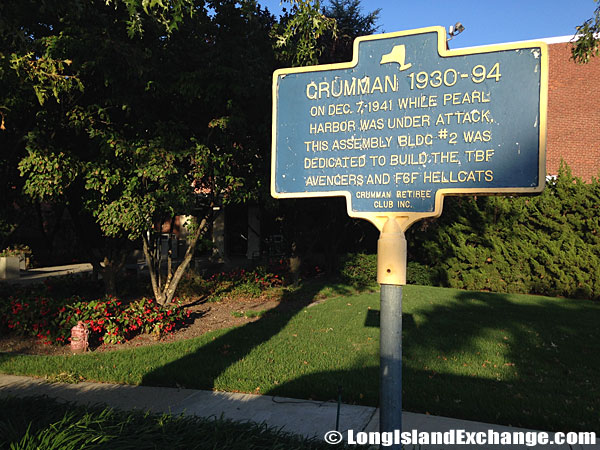 GRUMMAN 1930-94
ON DEC. 7-1941 WHILE PEARL
HARBOR WAS UNDER ATTACK,
THIS ASSEMBLY BLDG #2 WAS
DEDICATED TO BUILD THE TBF
AVENGERS AND F6F HELLCATS
GRUMMAN RETIREE
CLUB INC.
© LongIslandExchange.com